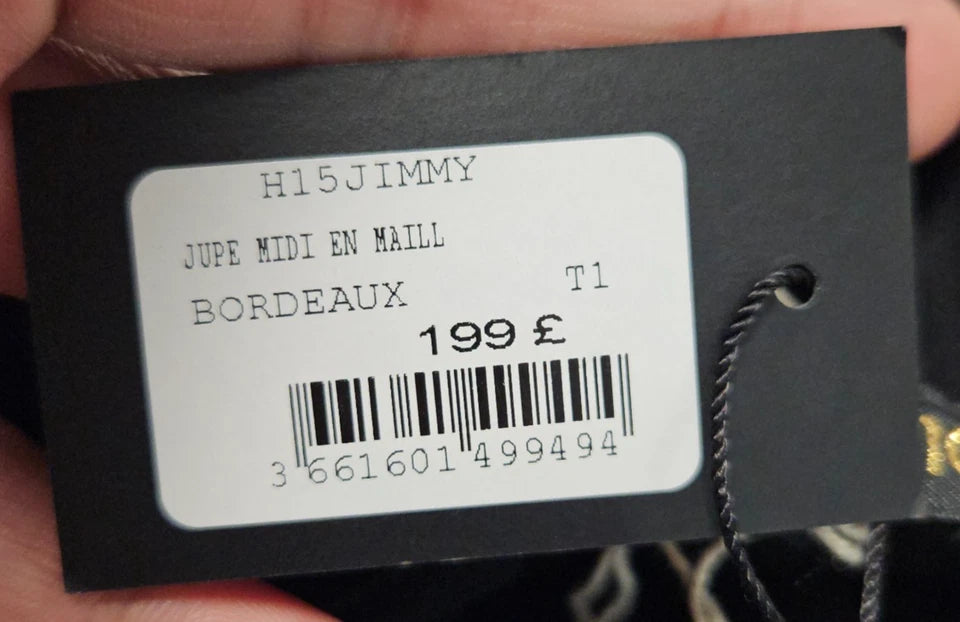 H15JIMMY
JUPE MIDI EN MAILL
BORDEAUX T1
199 £
3 661601 499494